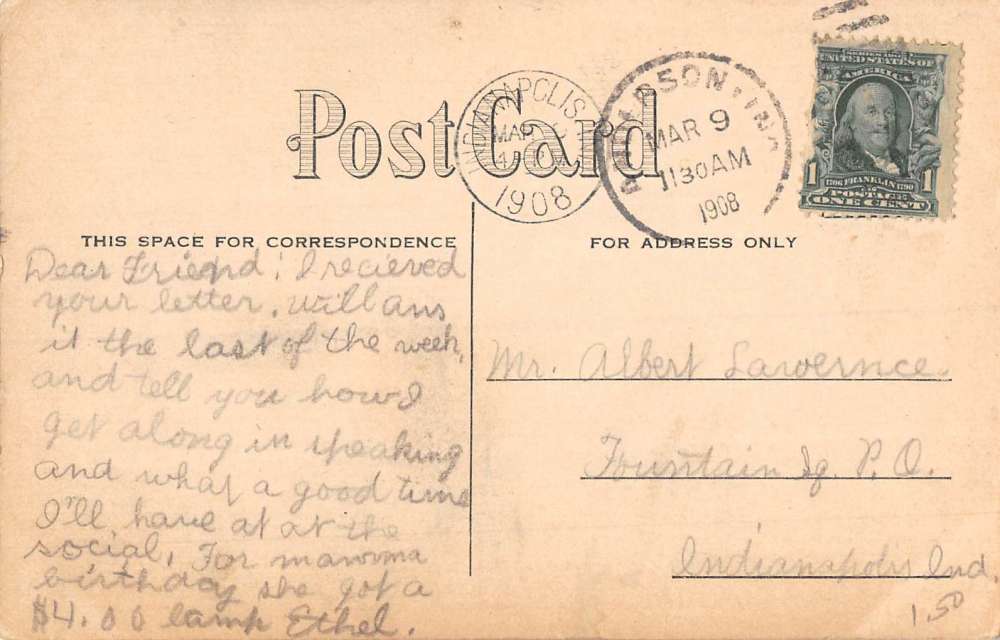 Post Card
INDIANAPOLIS
MAR 9
1908
MAR 9
1130AM
1908
SERIES 1902
UNITED STATES OF
AMERICA
1 1706 FRANKLIN 1790 1
POSTAGE
ONE CENT
THIS SPACE FOR CORRESPONDENCE
FOR ADDRESS ONLY
Dear Friend! I recieved
your letter, will ans
it the last of the week,
and tell you how I
get along in speaking
and what a good time
I'll have at at the
social, For mamma
birthday she got a
$4.00 lamp Ethel.
Mr. Albert Lawernce.
Fountain Sq. P.O.
Indianapolis Ind.
1.50